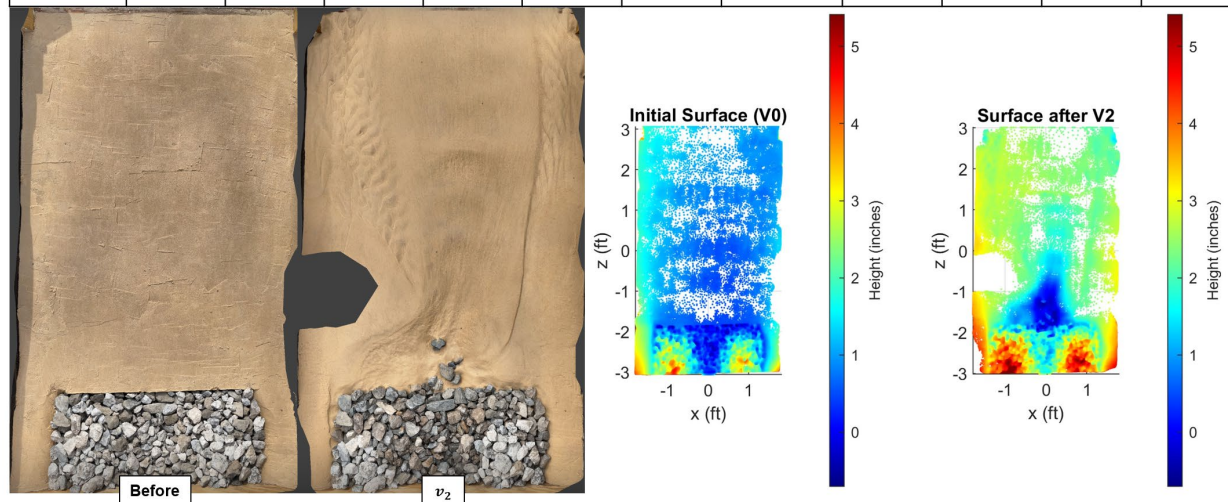 Before
v₂
Initial Surface (V0)
3
2
1
0
-1
-2
-3
z (ft)
-1 0 1
x (ft)
5
4
3
2
1
0
Height (inches)
Surface after V2
3
2
1
0
-1
-2
-3
z (ft)
-1 0 1
x (ft)
5
4
3
2
1
0
Height (inches)